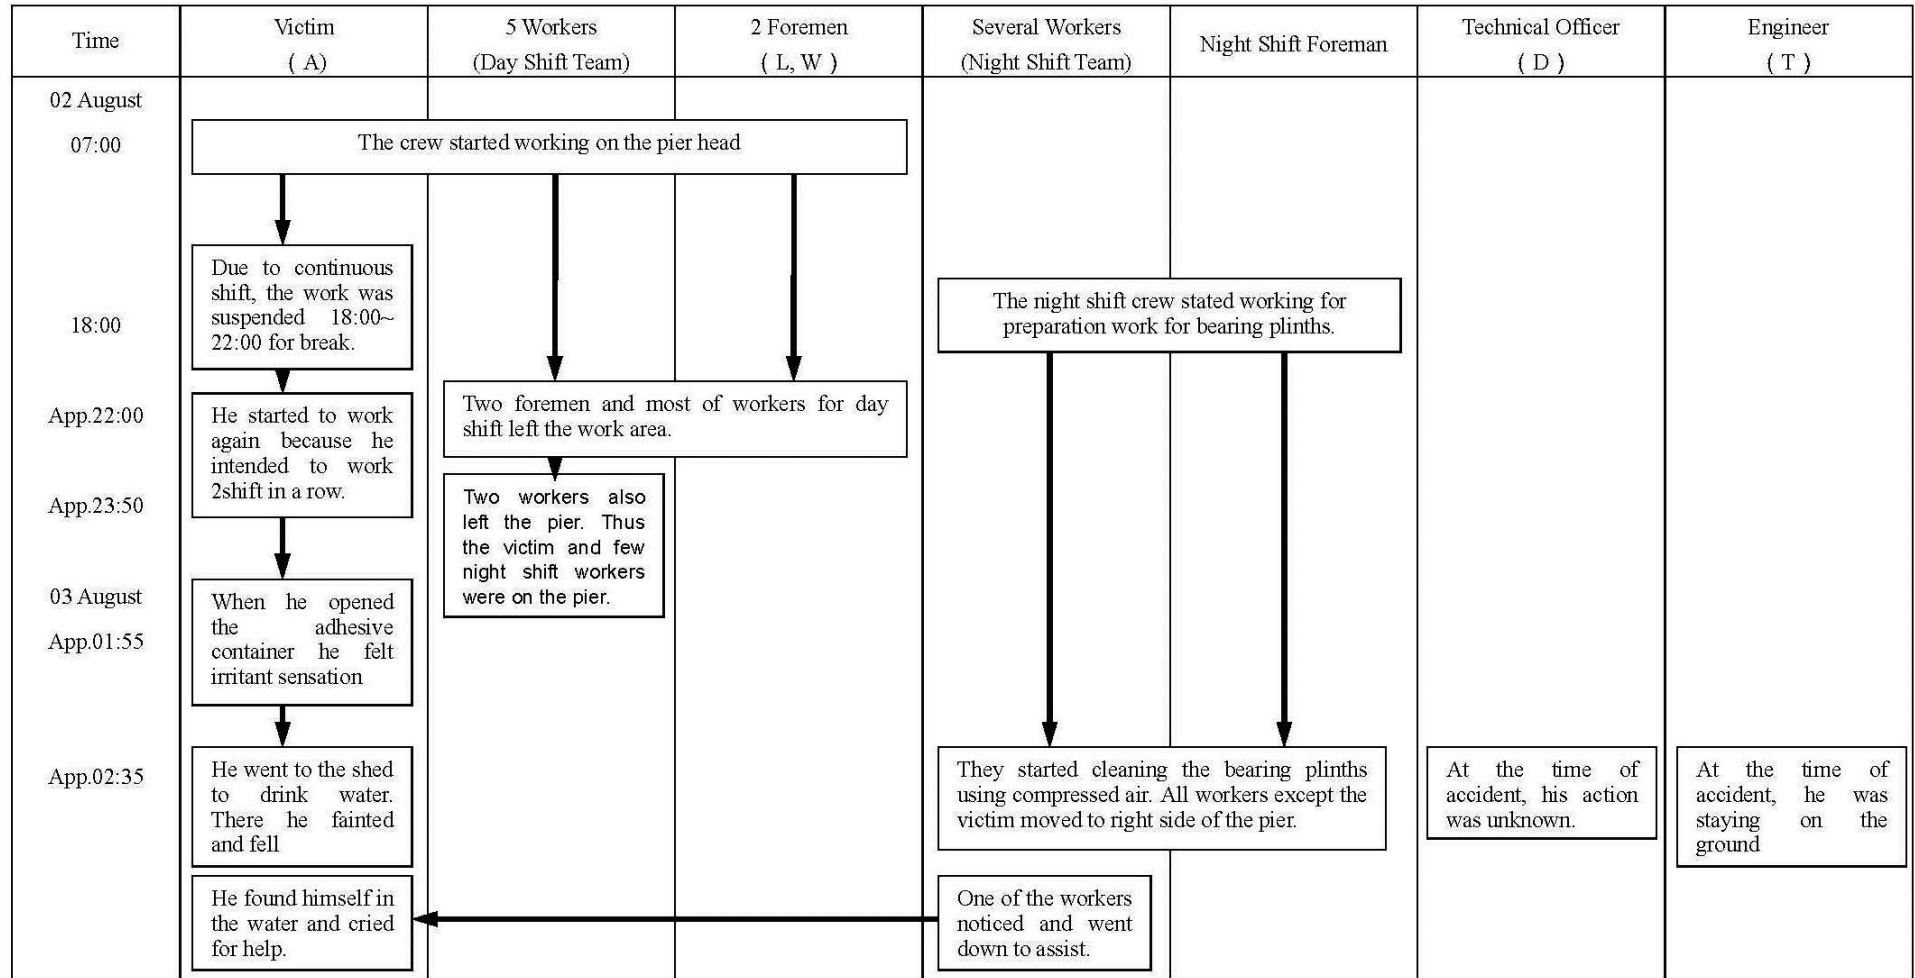 Time
Victim
( A)
5 Workers
(Day Shift Team)
2 Foremen
( L, W )
Several Workers
(Night Shift Team)
Night Shift Foreman
Technical Officer
( D )
Engineer
( T )
02 August
07:00
The crew started working on the pier head
18:00
Due to continuous
shift, the work was
suspended 18:00~
22:00 for break.
The night shift crew stated working for
preparation work for bearing plinths.
App.22:00
He started to work
again because he
intended to work
2shift in a row.
Two foremen and most of workers for day
shift left the work area.
App.23:50
Two workers also
left the pier. Thus
the victim and few
night shift workers
were on the pier.
03 August
App.01:55
When he opened
the adhesive
container he felt
irritant sensation
App.02:35
He went to the shed
to drink water.
There he fainted
and fell
They started cleaning the bearing plinths
using compressed air. All workers except the
victim moved to right side of the pier.
At the time of
accident, his action
was unknown.
At the time of
accident, he was
staying on the
ground
He found himself in
the water and cried
for help.
One of the workers
noticed and went
down to assist.